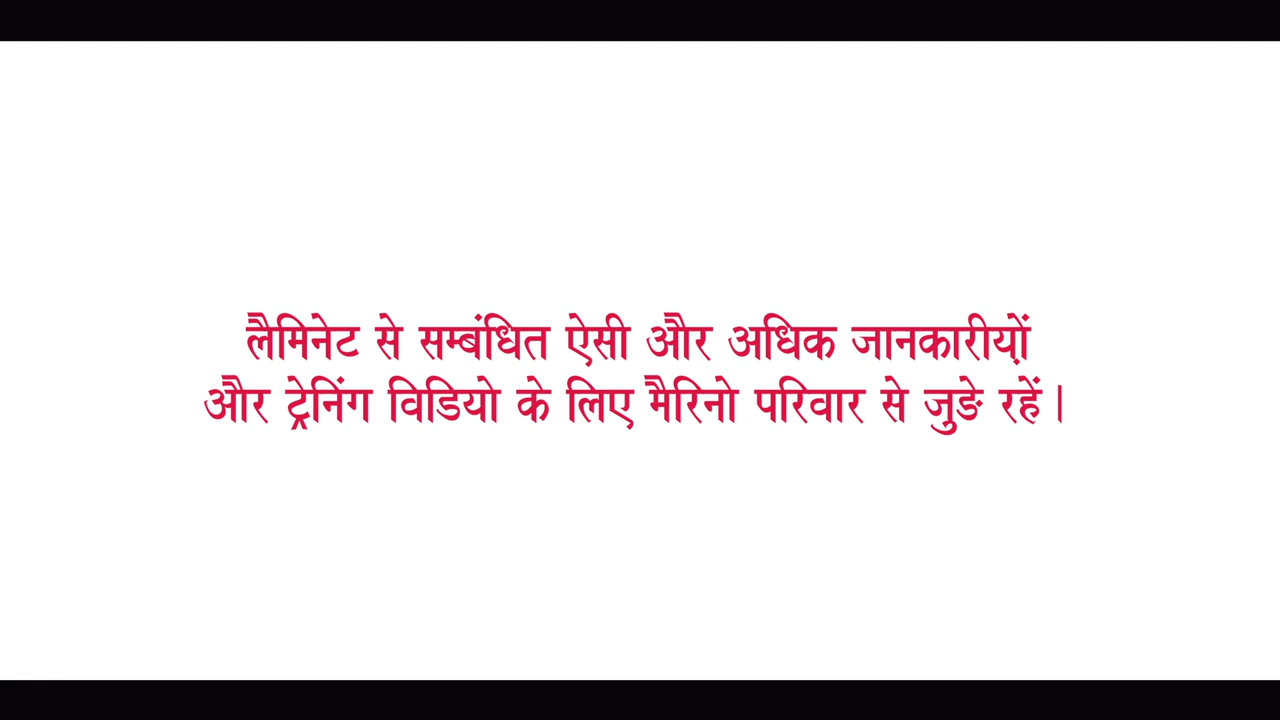 लैमिनेट से सम्बंधित ऐसी और अधिक जानकारीय़ों
और ट्रेनिंग विडियो के लिए मैरिनो परिवार से जुङे रहें।